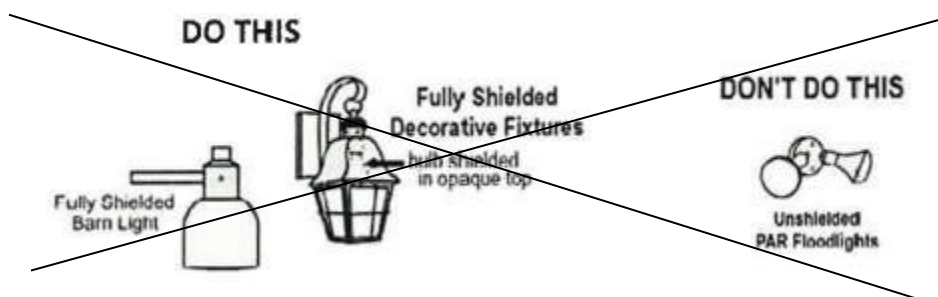 DO THIS
Fully Shielded
Decorative Fixtures
bulb shielded
in opaque top
Fully Shielded
Barn Light
DON'T DO THIS
Unshielded
PAR Floodlights